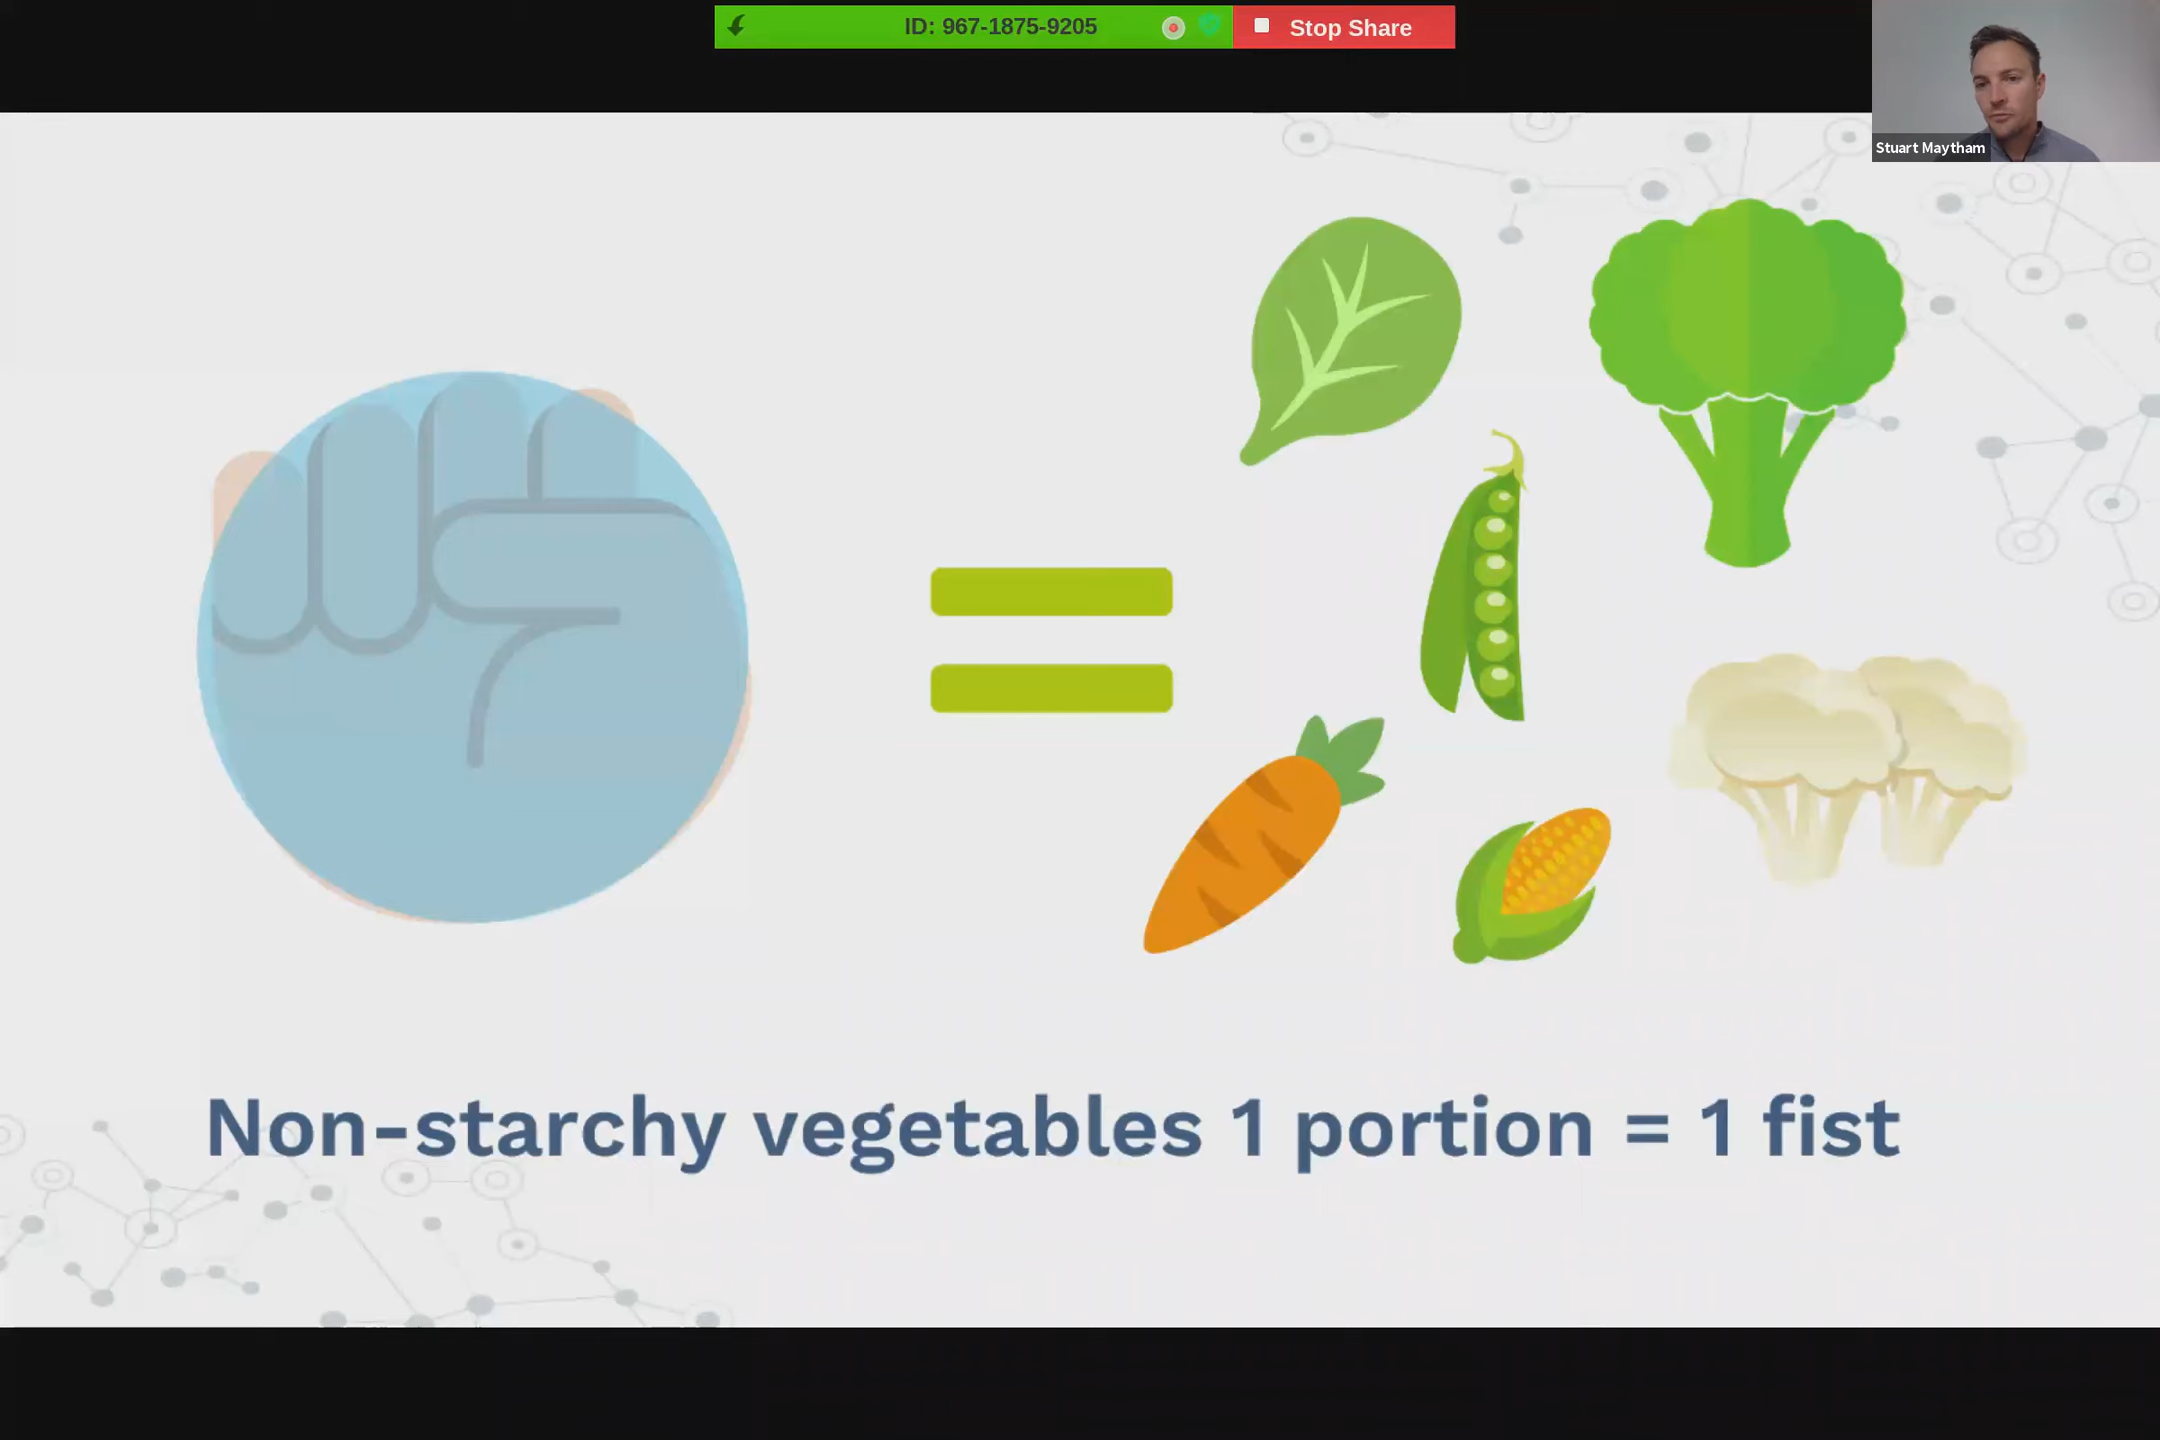 ID: 967-1875-9205
Stop Share
Stuart Maytham
Non-starchy vegetables 1 portion = 1 fist